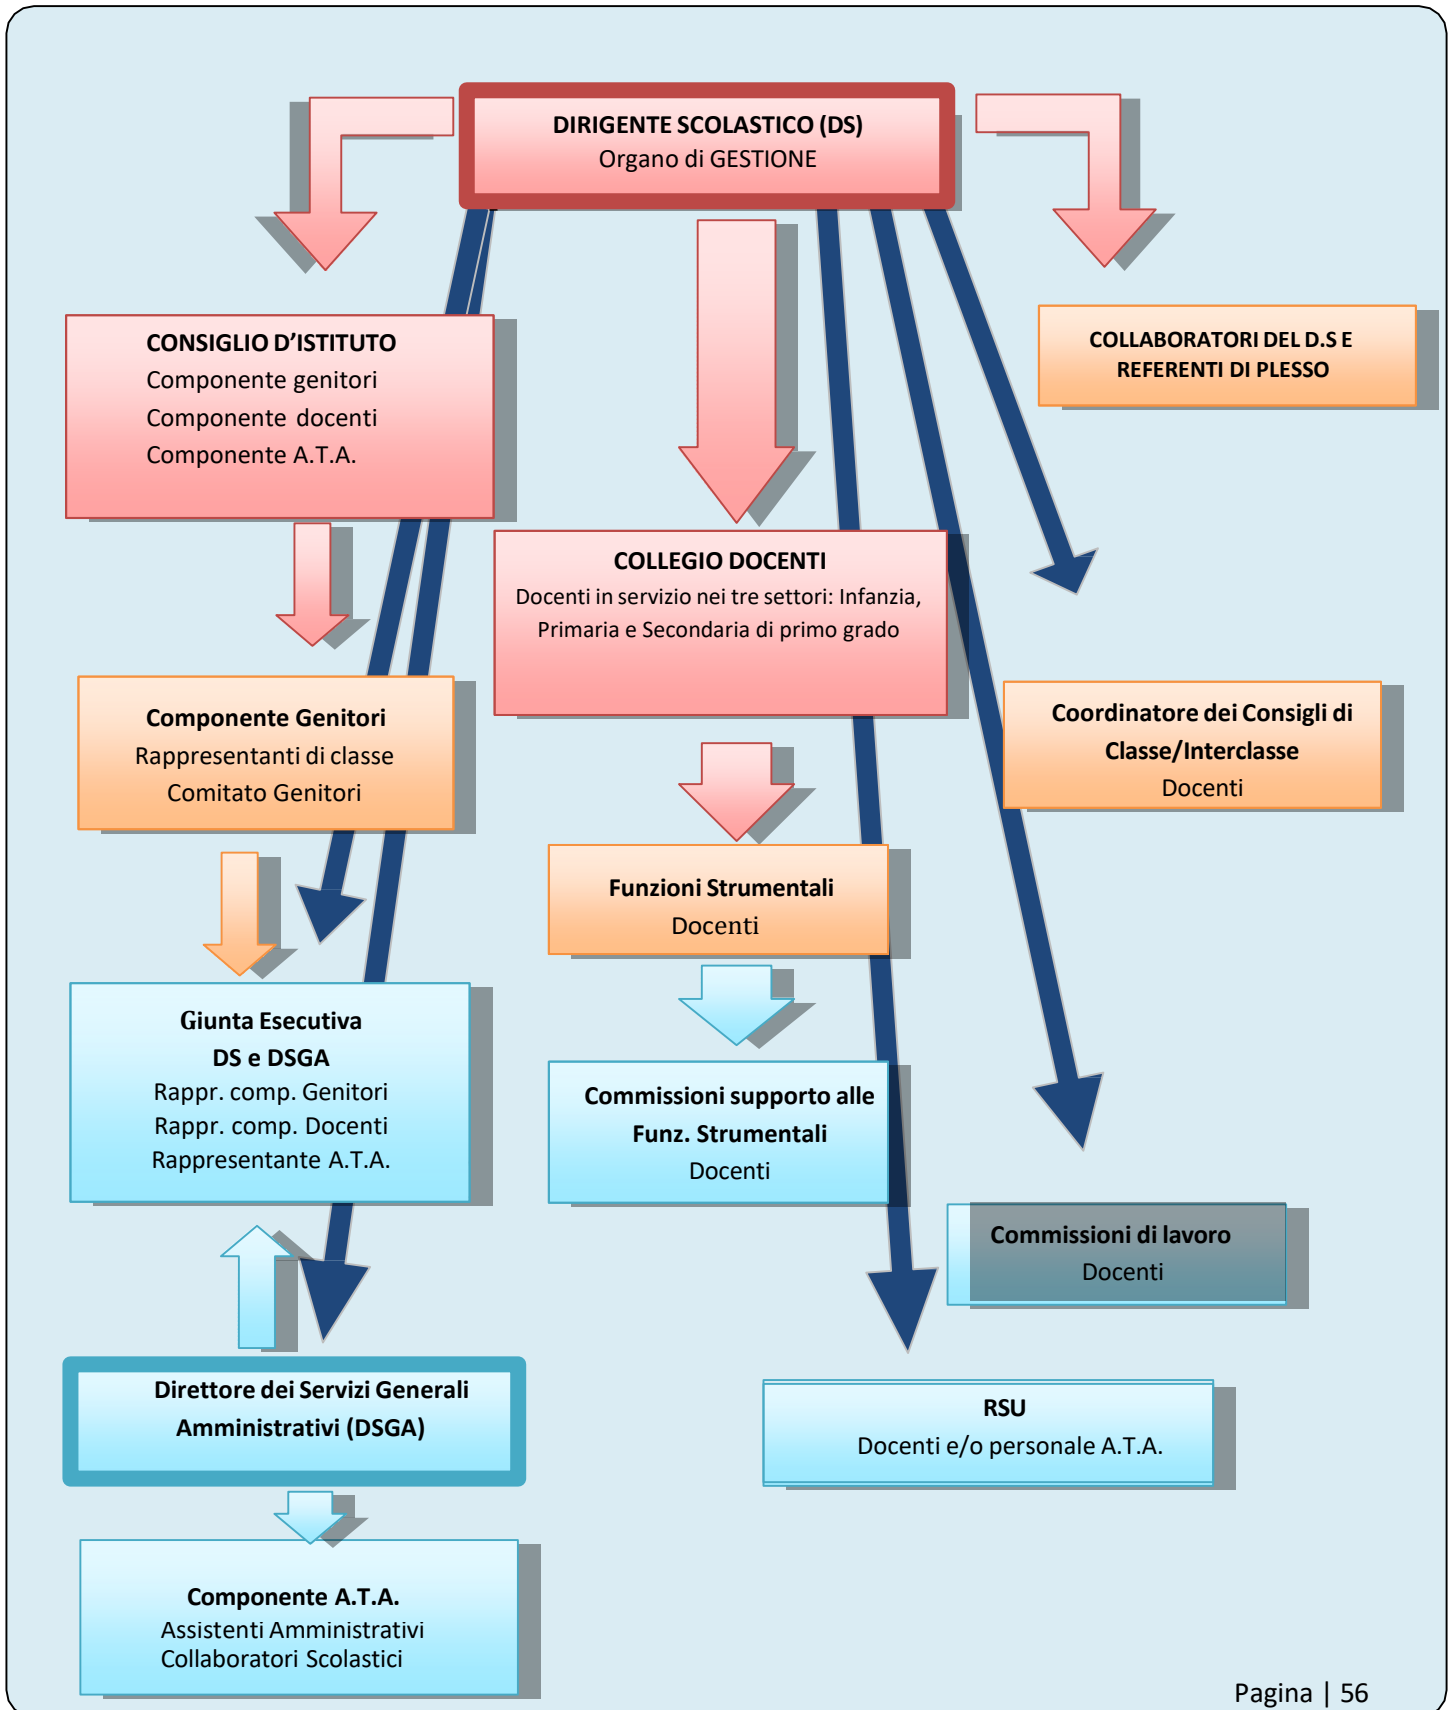 DIRIGENTE SCOLASTICO (DS)
Organo di GESTIONE
CONSIGLIO D'ISTITUTO
Componente genitori
Componente docenti
Componente A.T.A.
COLLABORATORI DEL D.S E
REFERENTI DI PLESSO
COLLEGIO DOCENTI
Docenti in servizio nei tre settori: Infanzia,
Primaria e Secondaria di primo grado
Componente Genitori
Rappresentanti di classe
Comitato Genitori
Coordinatore dei Consigli di
Classe/Interclasse
Docenti
Funzioni Strumentali
Docenti
Giunta Esecutiva
DS e DSGA
Rappr. comp. Genitori
Rappr. comp. Docenti
Rappresentante A.T.A.
Commissioni supporto alle
Funz. Strumentali
Docenti
Commissioni di lavoro
Docenti
Direttore dei Servizi Generali
Amministrativi (DSGA)
RSU
Docenti e/o personale A.T.A.
Componente A.T.A.
Assistenti Amministrativi
Collaboratori Scolastici
Pagina | 56